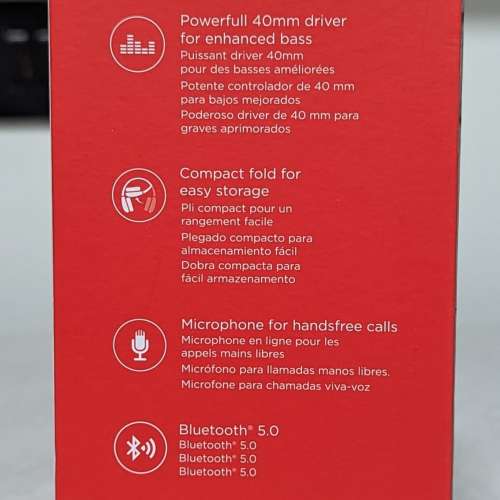 Powerfull 40mm driver
for enhanced bass
Puissant driver 40mm
pour des basses améliorées
Potente controlador de 40 mm
para bajos mejorados
Poderoso driver de 40 mm para
graves aprimorados
Compact fold for
easy storage
Pli compact pour un
rangement facile
Plegado compacto para
almacenamiento fácil
Dobra compacta para
fácil armazenamento
Microphone for handsfree calls
Microphone en ligne pour les
appels mains libres
Micrófono para llamadas manos libres.
Microfone para chamadas viva-voz
Bluetooth® 5.0
Bluetooth® 5.0
Bluetooth® 5.0
Bluetooth® 5.0